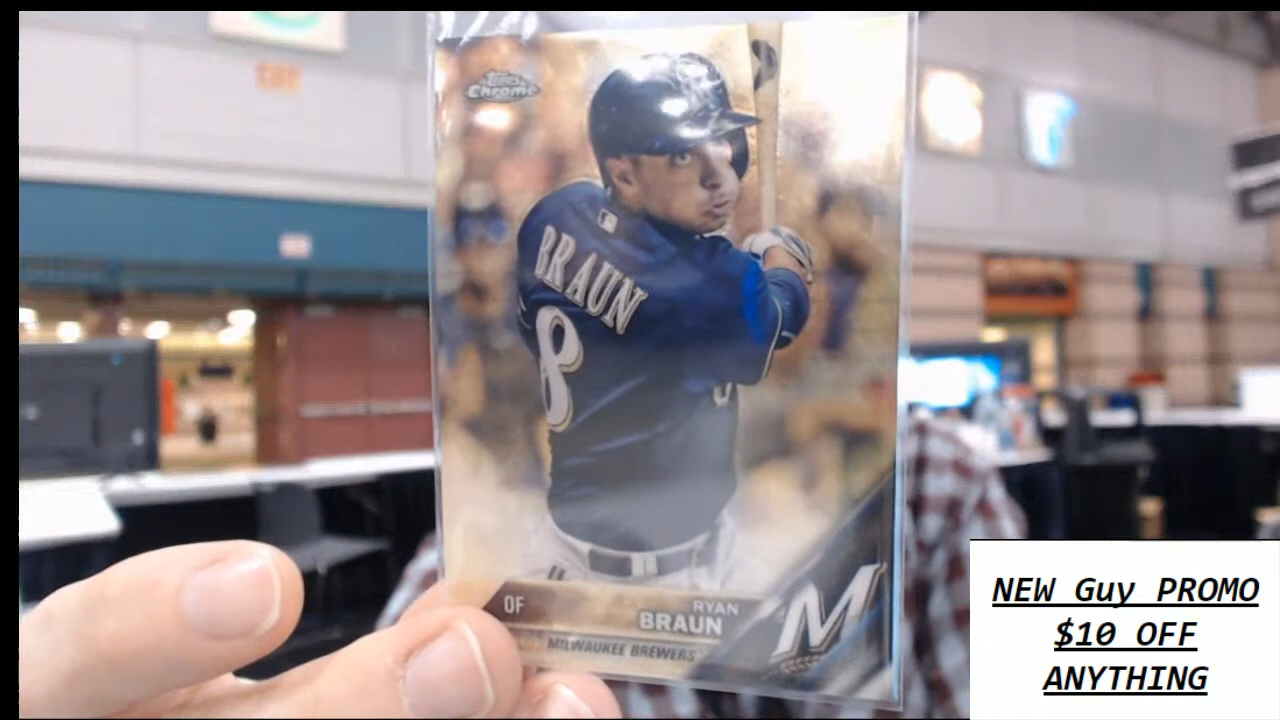 Topps
Chrome
BRAUN
8
OF
RYAN
BRAUN
MILWAUKEE BREWERS
M
NEW Guy PROMO
$10 OFF
ANYTHING